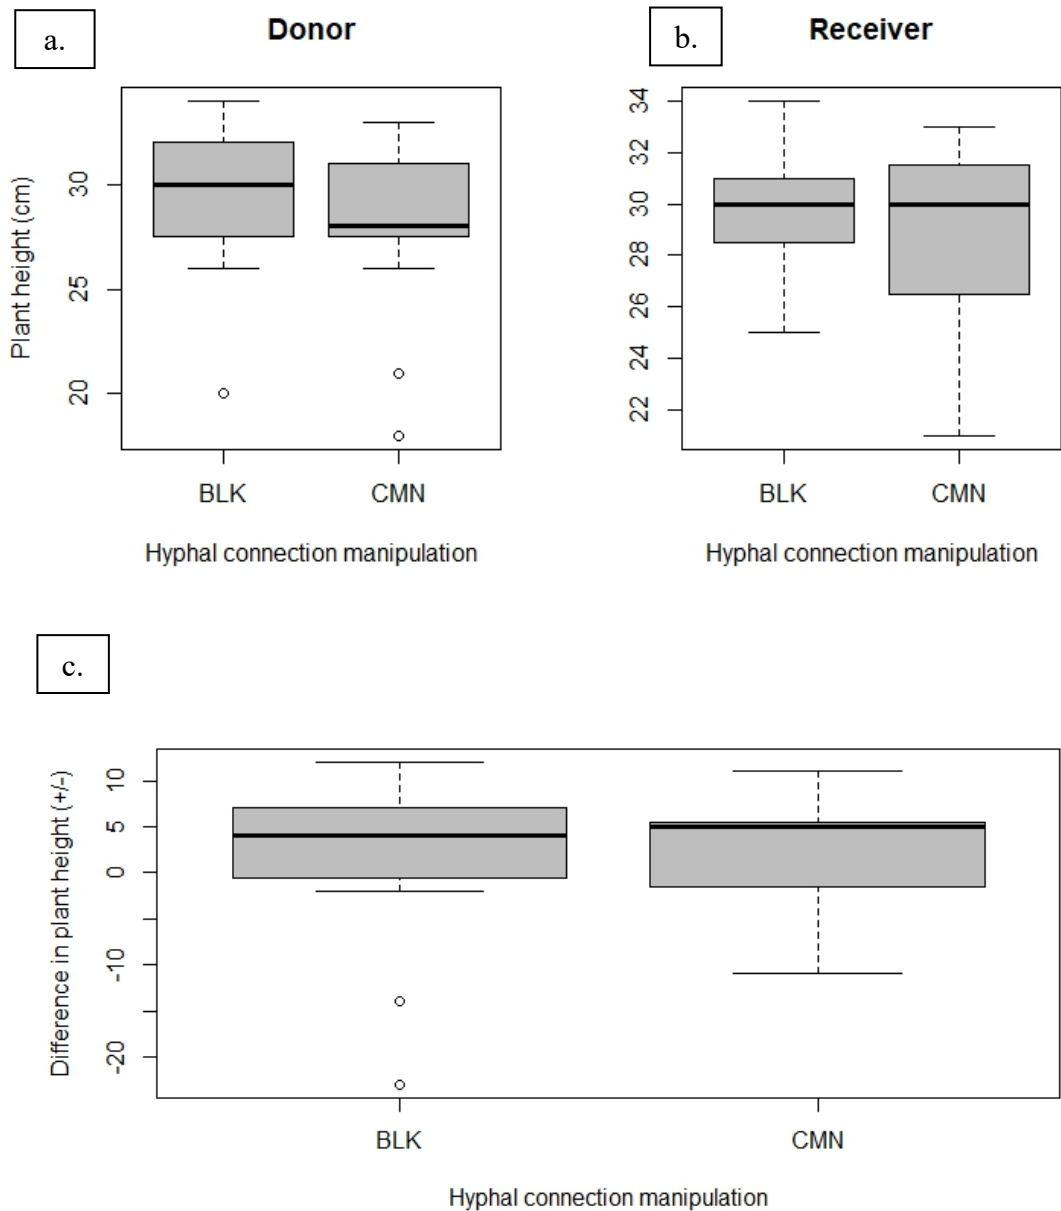 a.
Donor
Plant height (cm)
30
25
20
BLK CMN
Hyphal connection manipulation
b.
Receiver
34
32
30
28
26
24
22
BLK CMN
Hyphal connection manipulation
c.
Difference in plant height (+/-)
10
5
0
-10
-20
BLK CMN
Hyphal connection manipulation